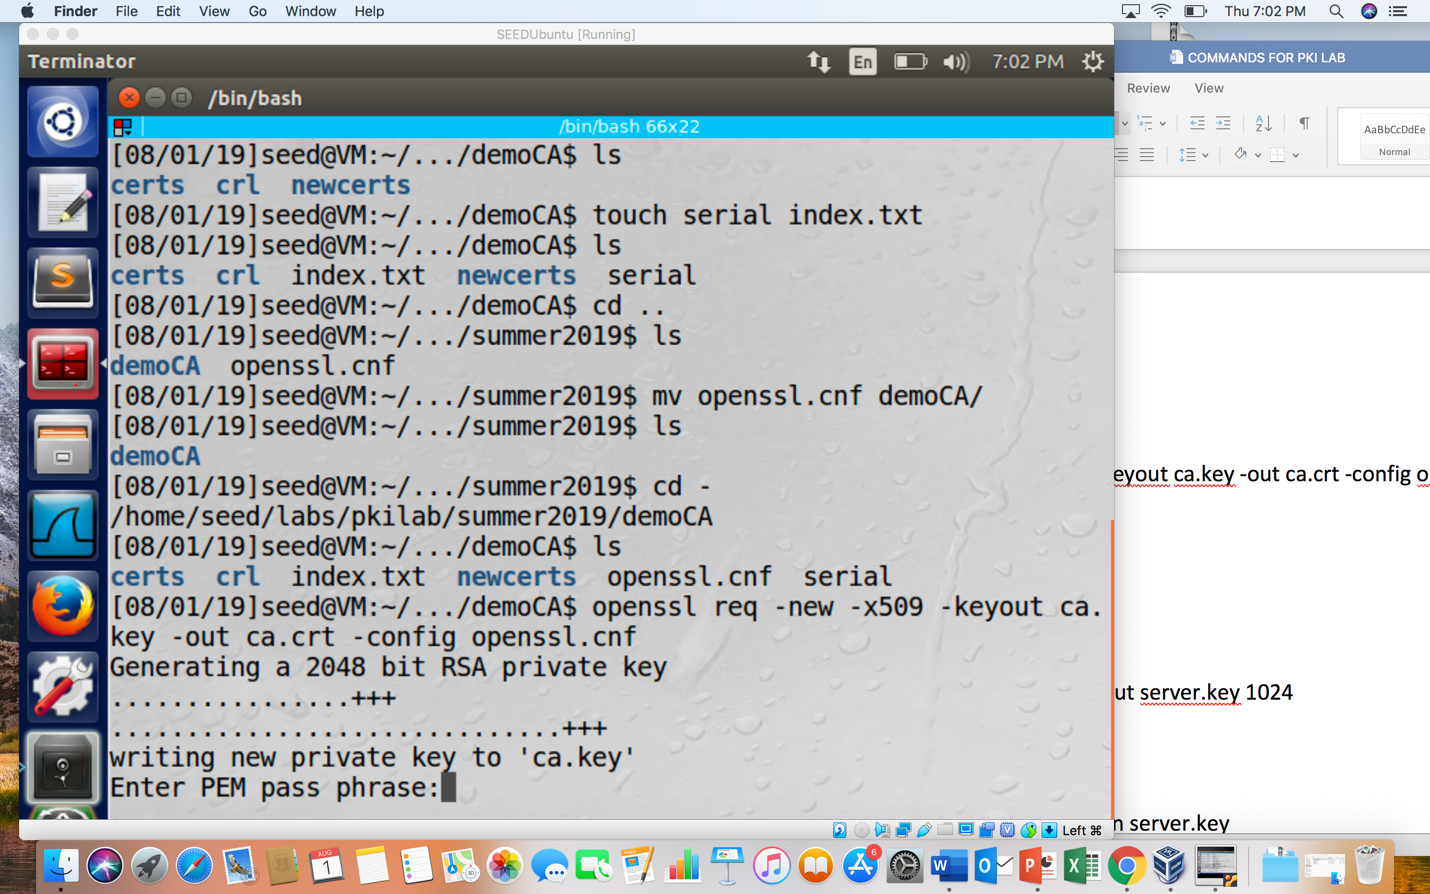 Finder File Edit View Go Window Help Thu 7:02 PM
SEEDUbuntu [Running]
Terminator En 7:02 PM
/bin/bash
/bin/bash 66x22
[08/01/19]seed@VM:~/.../demoCA$ ls
certs crl newcerts
[08/01/19]seed@VM:~/.../demoCA$ touch serial index.txt
[08/01/19]seed@VM:~/.../demoCA$ ls
certs crl index.txt newcerts serial
[08/01/19]seed@VM:~/.../demoCA$ cd ..
[08/01/19]seed@VM:~/.../summer2019$ ls
demoCA openssl.cnf
[08/01/19]seed@VM:~/.../summer2019$ mv openssl.cnf demoCA/
[08/01/19]seed@VM:~/.../summer2019$ ls
demoCA
[08/01/19]seed@VM:~/.../summer2019$ cd -
/home/seed/labs/pkilab/summer2019/demoCA
[08/01/19]seed@VM:~/.../demoCA$ ls
certs crl index.txt newcerts openssl.cnf serial
[08/01/19]seed@VM:~/.../demoCA$ openssl req -new -x509 -keyout ca.
key -out ca.crt -config openssl.cnf
Generating a 2048 bit RSA private key
................+++
..............................+++
writing new private key to 'ca.key'
Enter PEM pass phrase:
Left ⌘
COMMANDS FOR PKI LAB
Review View
AaBbCcDdEe
Normal
eyout ca.key -out ca.crt -config o
ut server.key 1024
n server.key
AUG
1
6